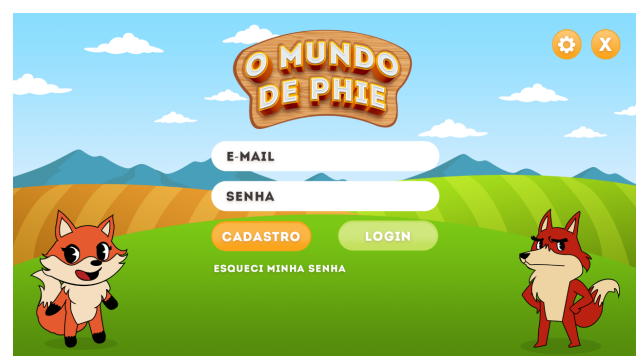 O MUNDO
DE PHIE
X
E-MAIL
SENHA
CADASTRO
LOGIN
ESQUECI MINHA SENHA